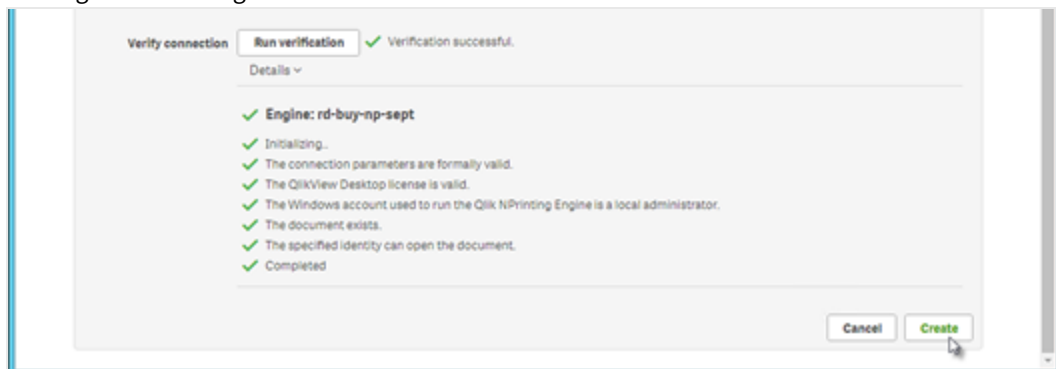 Verify connection Run verification Verification successful.
Details
Engine: rd-buy-np-sept
Initializing..
The connection parameters are formally valid.
The QlikView Desktop license is valid.
The Windows account used to run the Qlik NPrinting Engine is a local administrator.
The document exists.
The specified identity can open the document.
Completed
Cancel Create